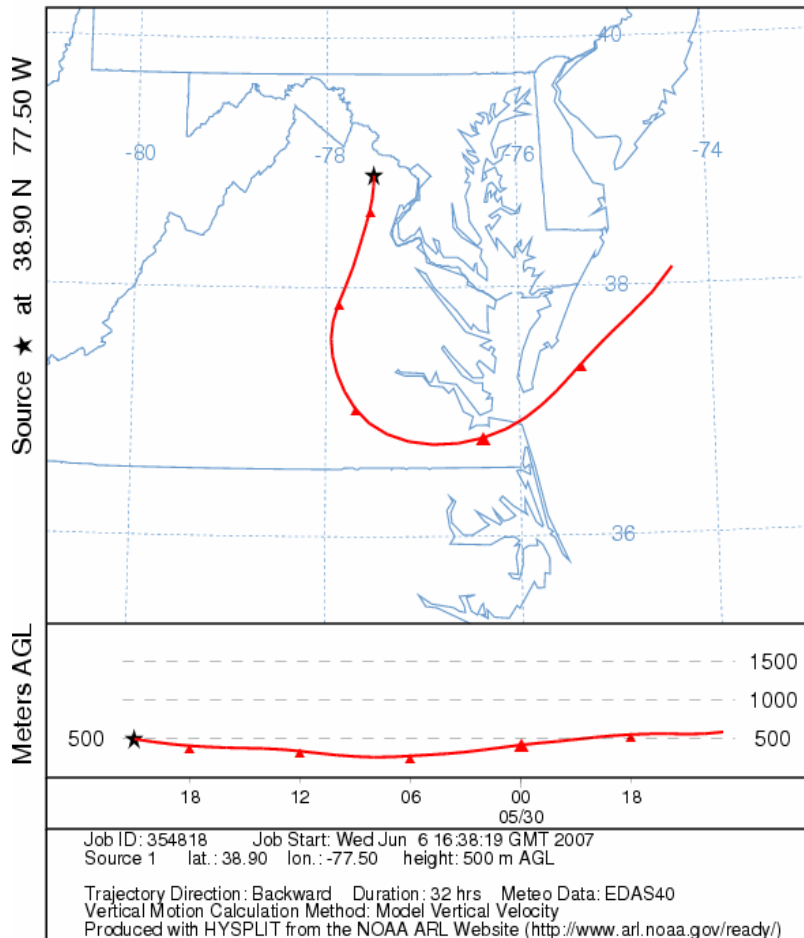 Source ★ at 38.90 N 77.50 W
40
-80
-78
-76
-74
38
36
Meters AGL
1500
1000
500
500
18
12
06
00
18
05/30
Job ID: 354818 Job Start: Wed Jun 6 16:38:19 GMT 2007
Source 1 lat.: 38.90 lon.: -77.50 height: 500 m AGL
Trajectory Direction: Backward Duration: 32 hrs Meteo Data: EDAS40
Vertical Motion Calculation Method: Model Vertical Velocity
Produced with HYSPLIT from the NOAA ARL Website (http://www.arl.noaa.gov/ready/)